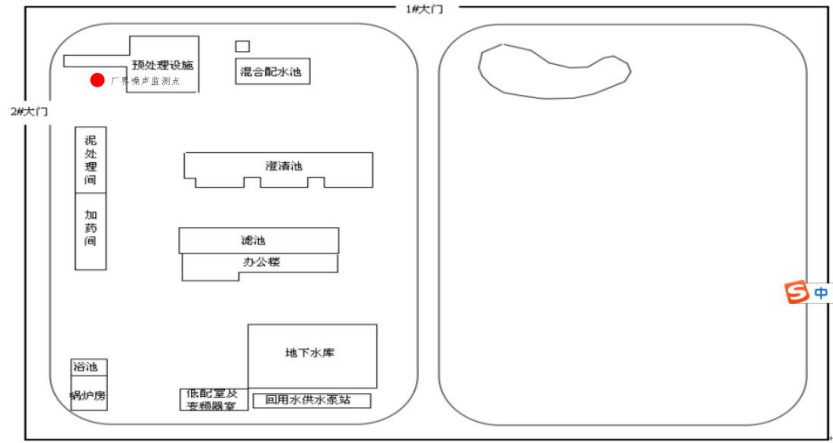 1#大门
预处理设施
混合配水池
厂界噪声监测点
2#大门
泥处理间
澄清池
加药间
滤池
办公楼
地下水库
浴池
锅炉房
低配室及
变频器室
回用水供水泵站
中